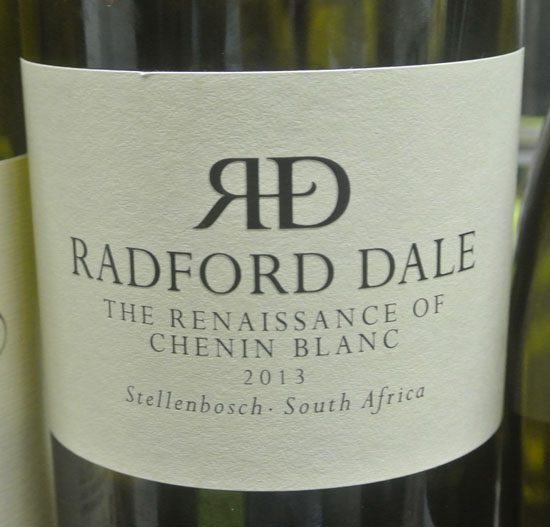 RD
RADFORD DALE
THE RENAISSANCE OF
CHENIN BLANC
2013
Stellenbosch · South Africa